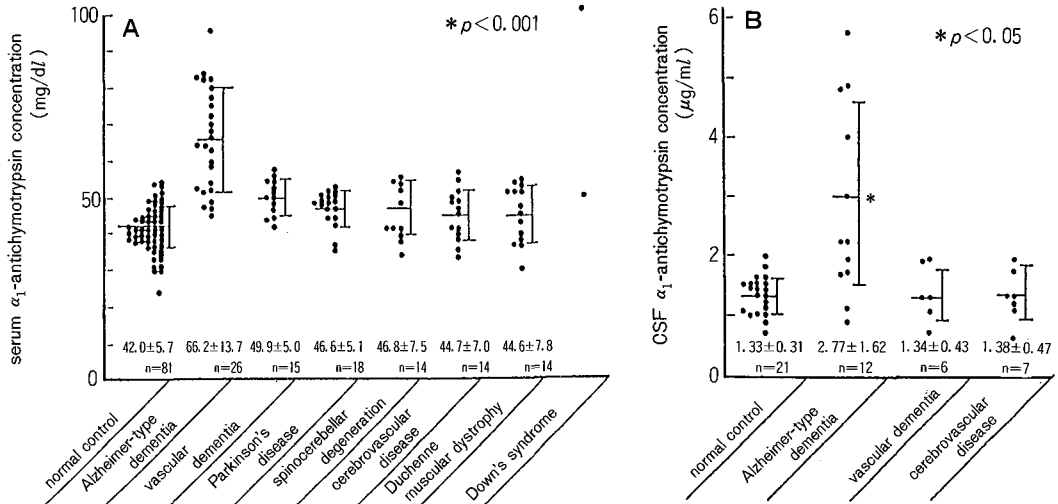 A
* p<0.001
serum α1-antichymotrypsin concentration
(mg/dl)
100
50
0
42.0±5.7 66.2±13.7 49.9±5.0 46.6±5.1 46.8±7.5 44.7±7.0 44.6±7.8
n=81 n=26 n=15 n=18 n=14 n=14 n=14
normal control
Alzheimer-type
dementia
vascular
dementia
Parkinson's
disease
spinocerebellar
degeneration
cerebrovascular
disease
Duchenne
muscular dystrophy
Down's syndrome
B
* p<0.05
CSF α1-antichymotrypsin concentration
(μg/ml)
6
4
2
0
*
1.33±0.31 2.77±1.62 1.34±0.43 1.38±0.47
n=21 n=12 n=6 n=7
normal control
Alzheimer-type
dementia
vascular dementia
cerebrovascular
disease